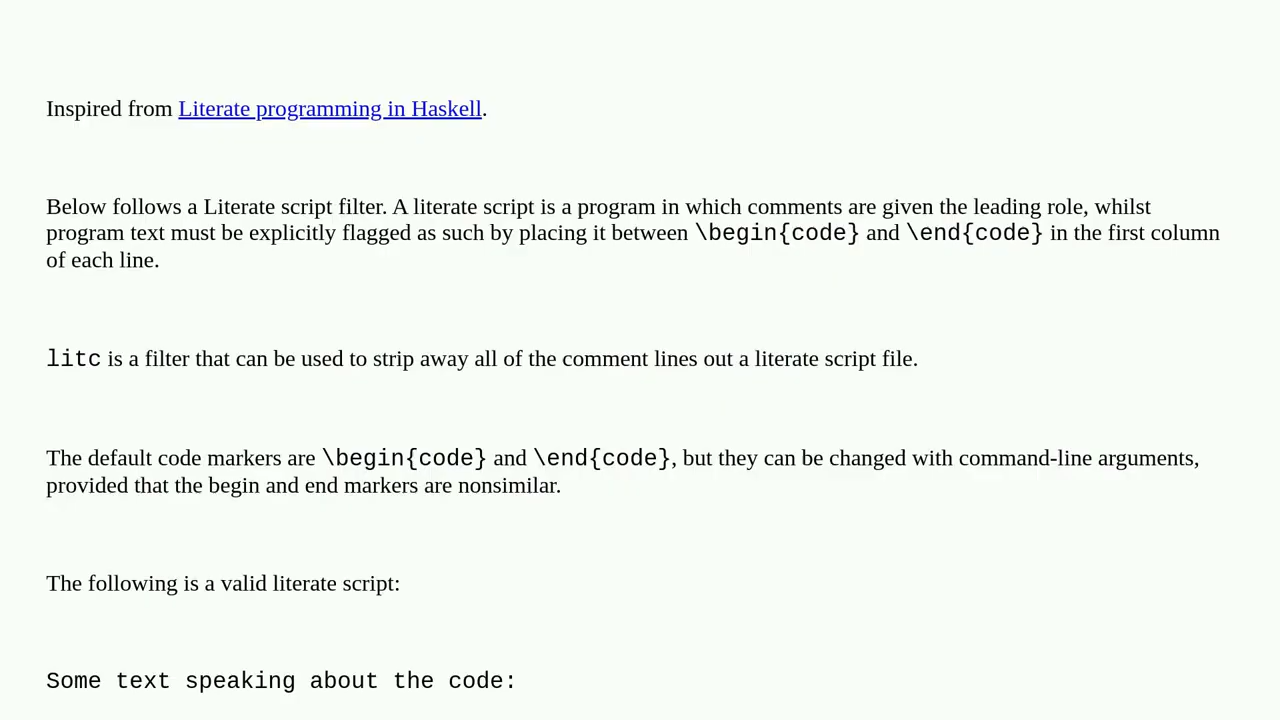 Inspired from Literate programming in Haskell.
Below follows a Literate script filter. A literate script is a program in which comments are given the leading role, whilst
program text must be explicitly flagged as such by placing it between \begin{code} and \end{code} in the first column
of each line.
litc is a filter that can be used to strip away all of the comment lines out a literate script file.
The default code markers are \begin{code} and \end{code}, but they can be changed with command-line arguments,
provided that the begin and end markers are nonsimilar.
The following is a valid literate script:
Some text speaking about the code: